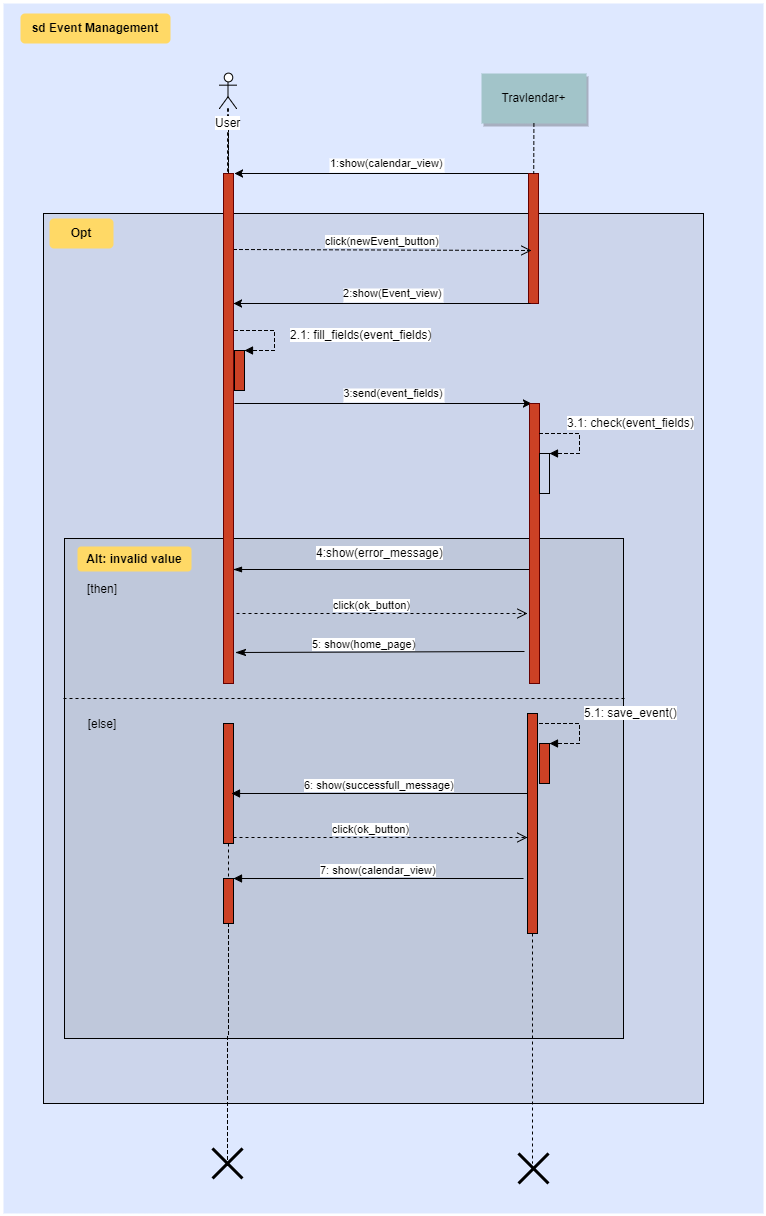 sd Event Management
User
Travlendar+
1:show(calendar_view)
Opt
click(newEvent_button)
2:show(Event_view)
2.1: fill_fields(event_fields)
3:send(event_fields)
3.1: check(event_fields)
Alt: invalid value
4:show(error_message)
[then]
click(ok_button)
5: show(home_page)
5.1: save_event()
[else]
6: show(successfull_message)
click(ok_button)
7: show(calendar_view)